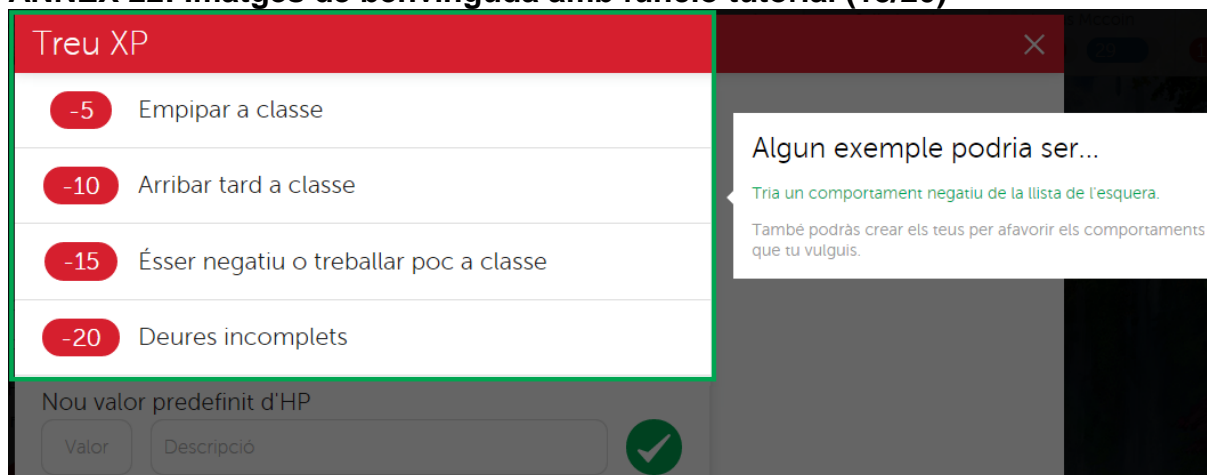 Treu XP
-5 Empipar a classe
-10 Arribar tard a classe
-15 Ésser negatiu o treballar poc a classe
-20 Deures incomplets
Nou valor predefinit d'HP
Valor Descripció
Algun exemple podria ser...
Tria un comportament negatiu de la llista de l'esquera.
També podràs crear els teus per afavorir els comportaments
que tu vulguis.
29